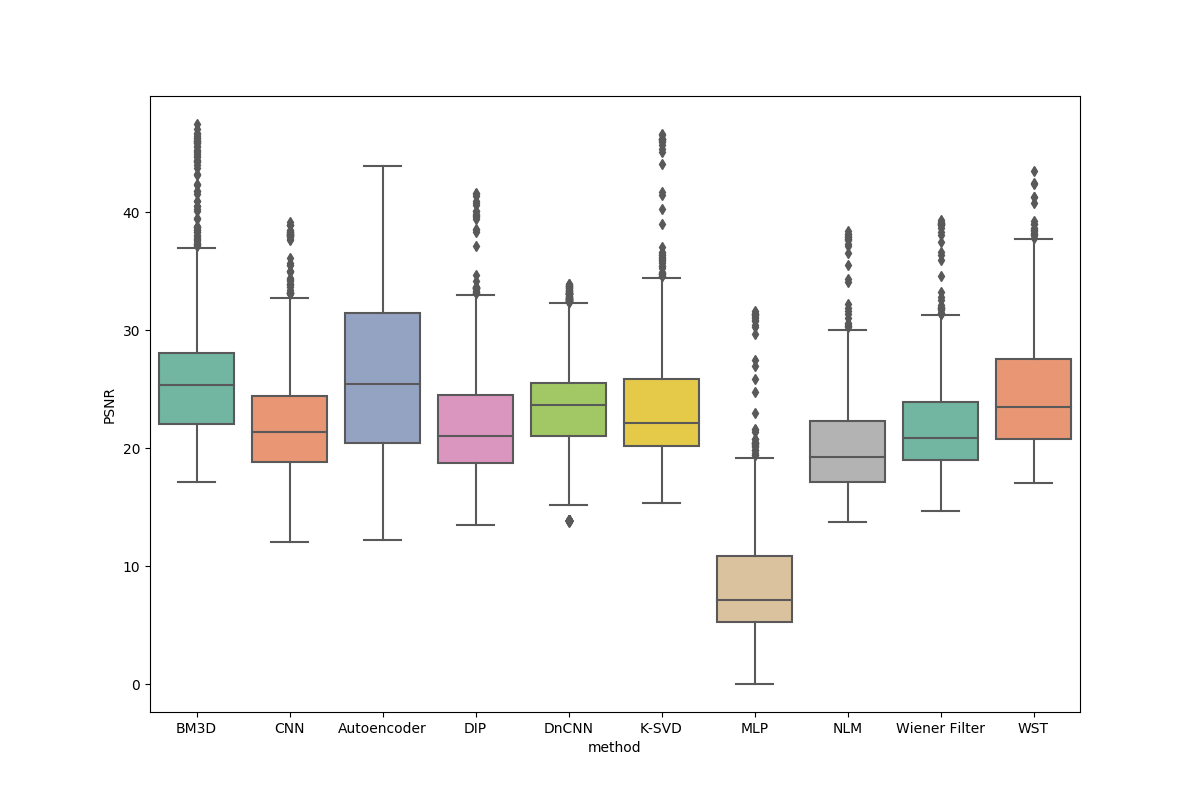 PSNR
40
30
20
10
0
BM3D CNN Autoencoder DIP DnCNN K-SVD MLP NLM Wiener Filter WST
method